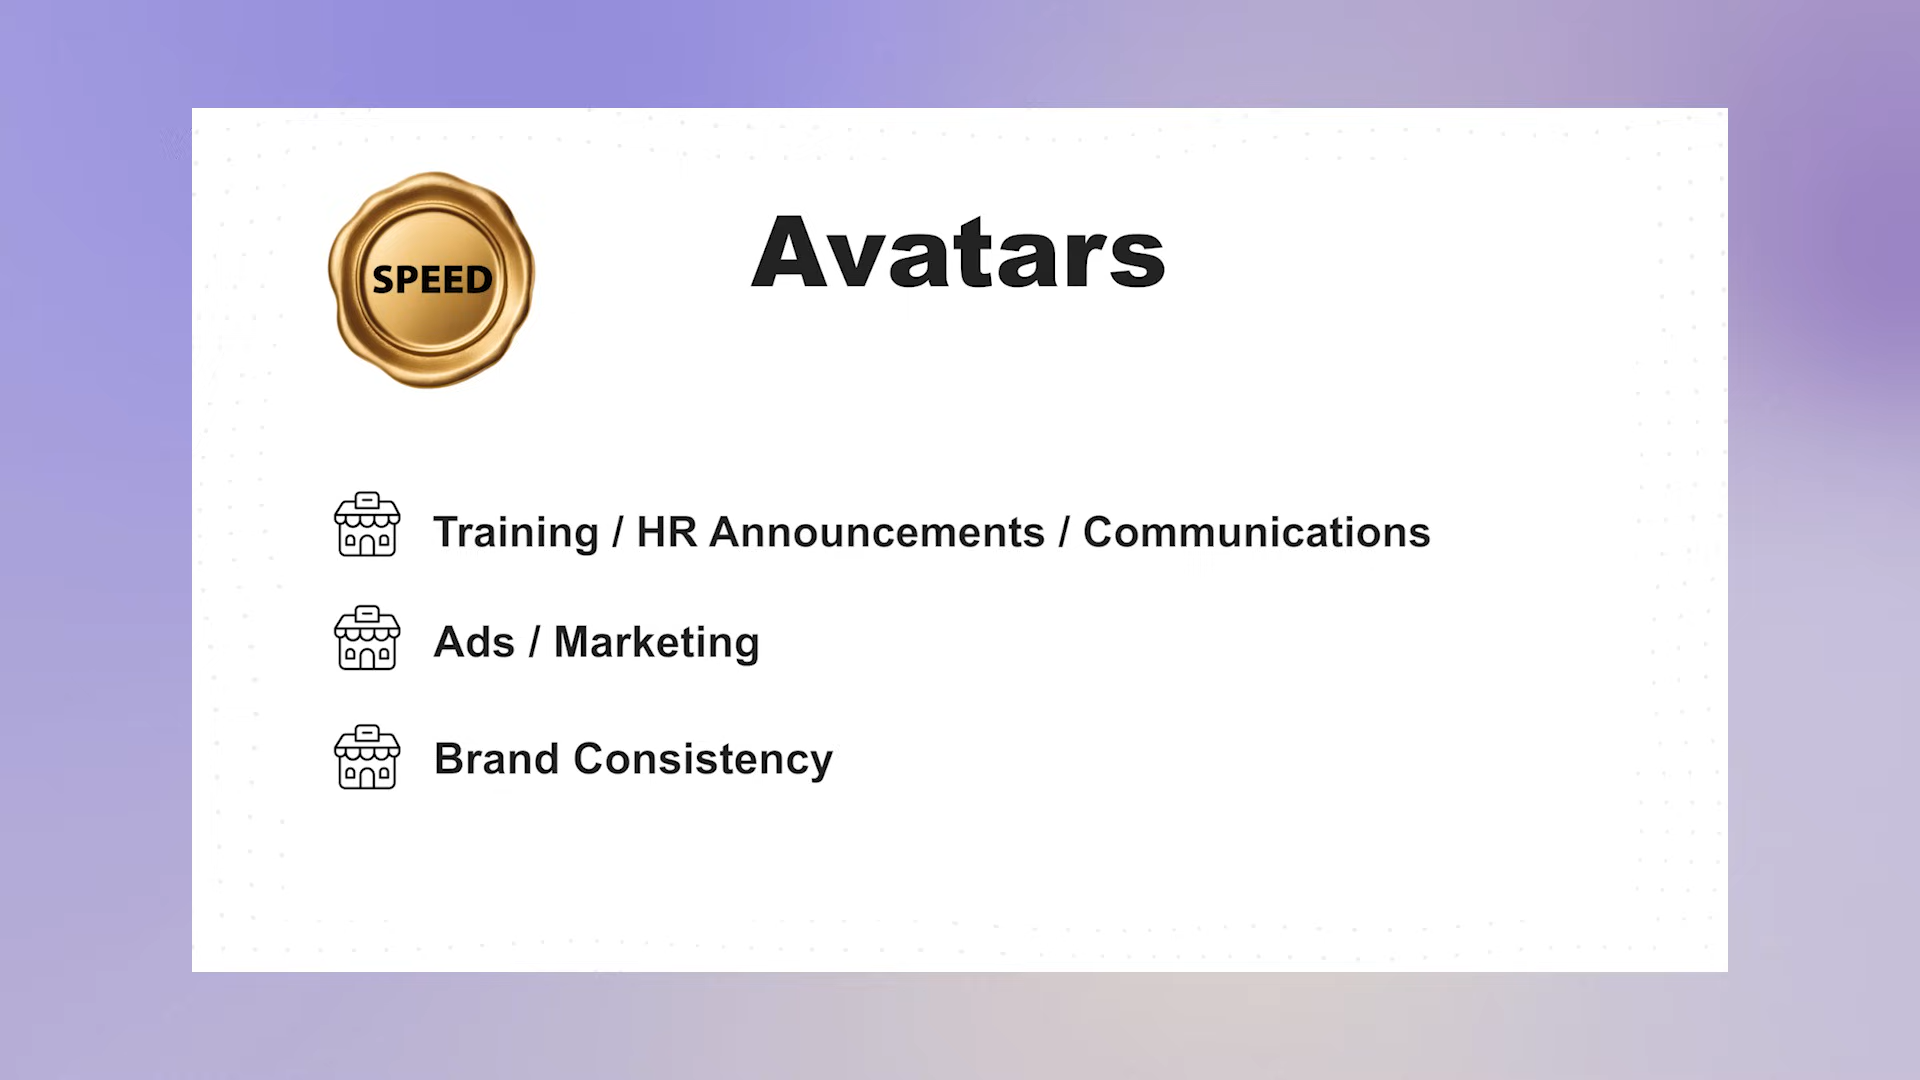 SPEED
Avatars
Training / HR Announcements / Communications
Ads / Marketing
Brand Consistency